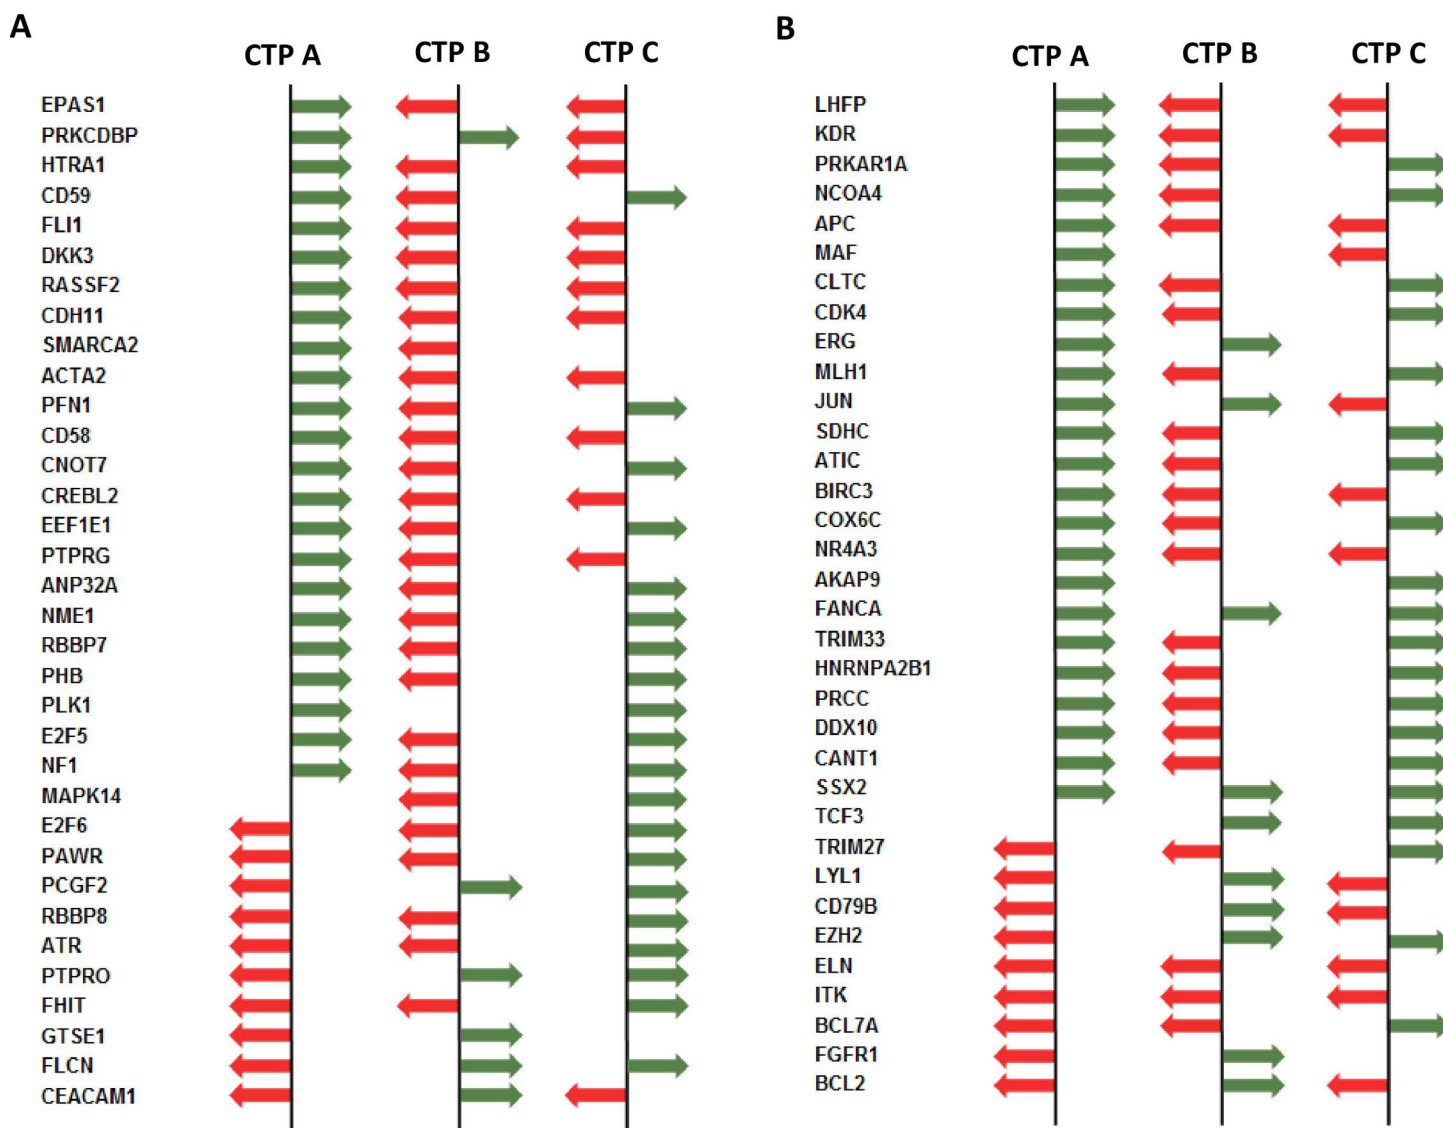 A
CTP A CTP B CTP C
EPAS1
PRKCDBP
HTRA1
CD59
FLI1
DKK3
RASSF2
CDH11
SMARCA2
ACTA2
PFN1
CD58
CNOT7
CREBL2
EEF1E1
PTPRG
ANP32A
NME1
RBBP7
PHB
PLK1
E2F5
NF1
MAPK14
E2F6
PAWR
PCGF2
RBBP8
ATR
PTPRO
FHIT
GTSE1
FLCN
CEACAM1
B
CTP A CTP B CTP C
LHFP
KDR
PRKAR1A
NCOA4
APC
MAF
CLTC
CDK4
ERG
MLH1
JUN
SDHC
ATIC
BIRC3
COX6C
NR4A3
AKAP9
FANCA
TRIM33
HNRNPA2B1
PRCC
DDX10
CANT1
SSX2
TCF3
TRIM27
LYL1
CD79B
EZH2
ELN
ITK
BCL7A
FGFR1
BCL2